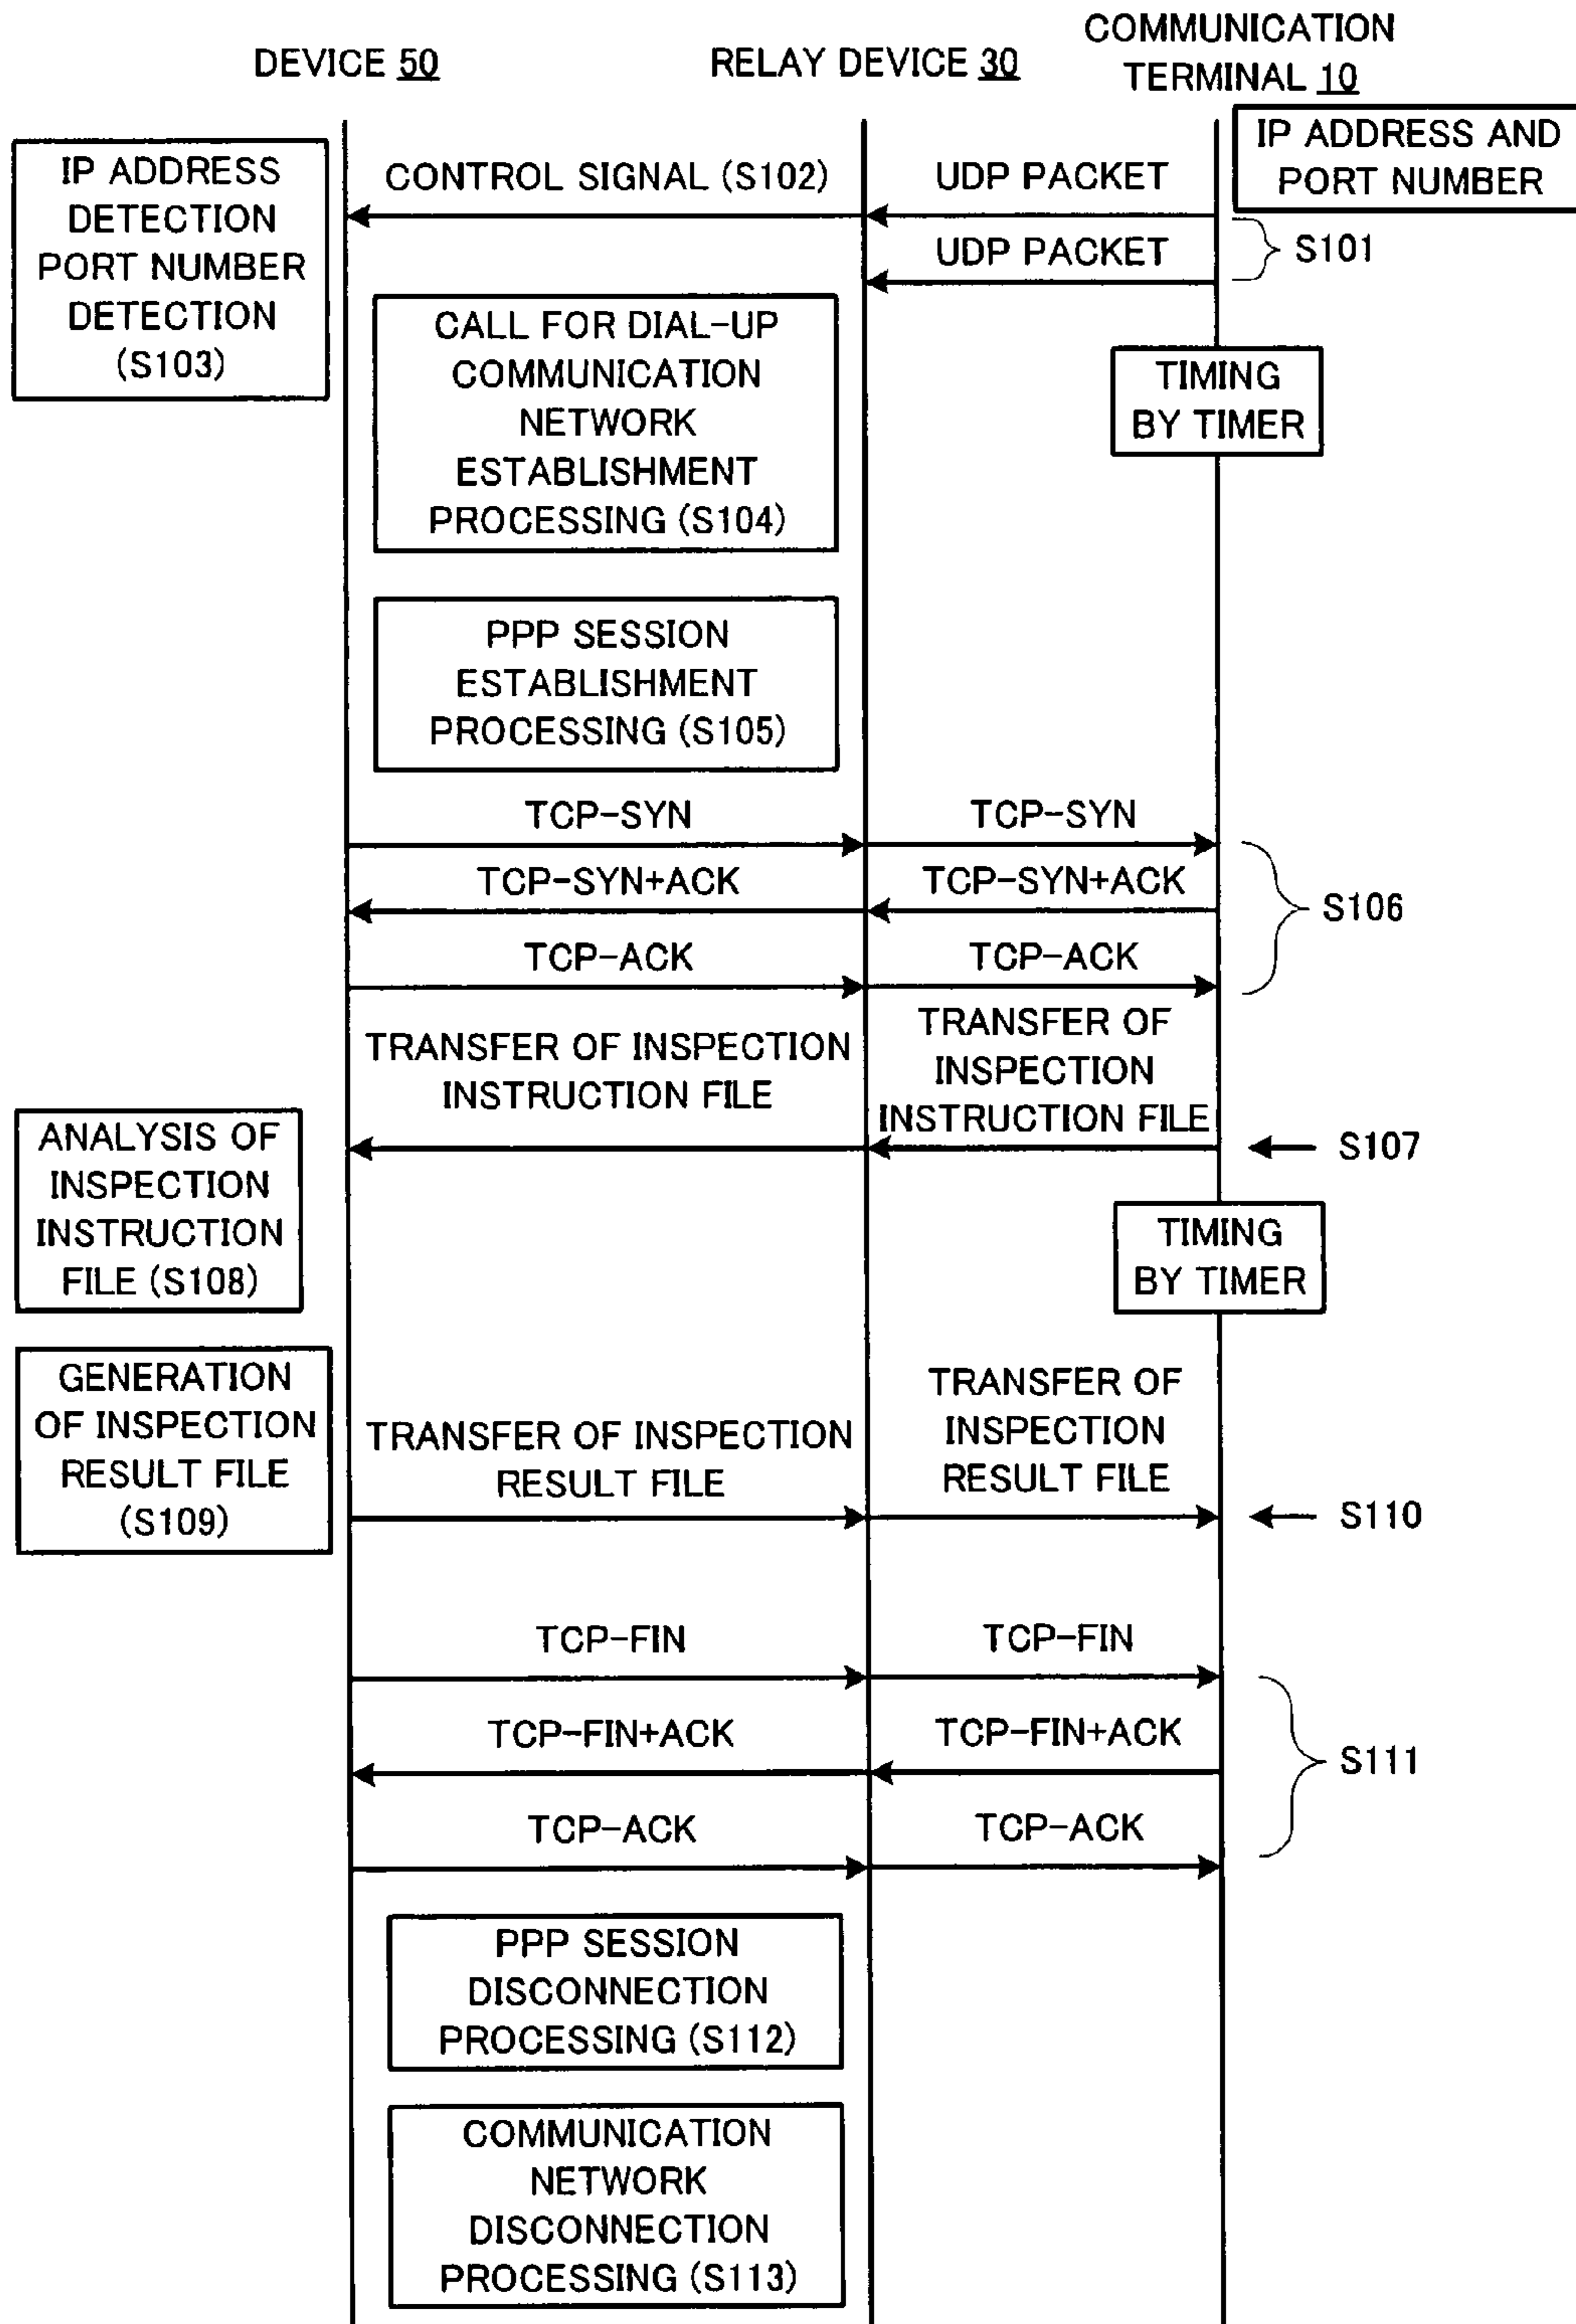 DEVICE 50
RELAY DEVICE 30
COMMUNICATION
TERMINAL 10
IP ADDRESS AND
PORT NUMBER
IP ADDRESS
DETECTION
PORT NUMBER
DETECTION
(S103)
CONTROL SIGNAL (S102)
UDP PACKET
UDP PACKET
S101
CALL FOR DIAL-UP
COMMUNICATION
NETWORK
ESTABLISHMENT
PROCESSING (S104)
TIMING
BY TIMER
PPP SESSION
ESTABLISHMENT
PROCESSING (S105)
TCP-SYN
TCP-SYN
TCP-SYN+ACK
TCP-SYN+ACK
S106
TCP-ACK
TCP-ACK
TRANSFER OF INSPECTION
INSTRUCTION FILE
TRANSFER OF
INSPECTION
INSTRUCTION FILE
S107
ANALYSIS OF
INSPECTION
INSTRUCTION
FILE (S108)
TIMING
BY TIMER
GENERATION
OF INSPECTION
RESULT FILE
(S109)
TRANSFER OF INSPECTION
RESULT FILE
TRANSFER OF
INSPECTION
RESULT FILE
S110
TCP-FIN
TCP-FIN
TCP-FIN+ACK
TCP-FIN+ACK
S111
TCP-ACK
TCP-ACK
PPP SESSION
DISCONNECTION
PROCESSING (S112)
COMMUNICATION
NETWORK
DISCONNECTION
PROCESSING (S113)